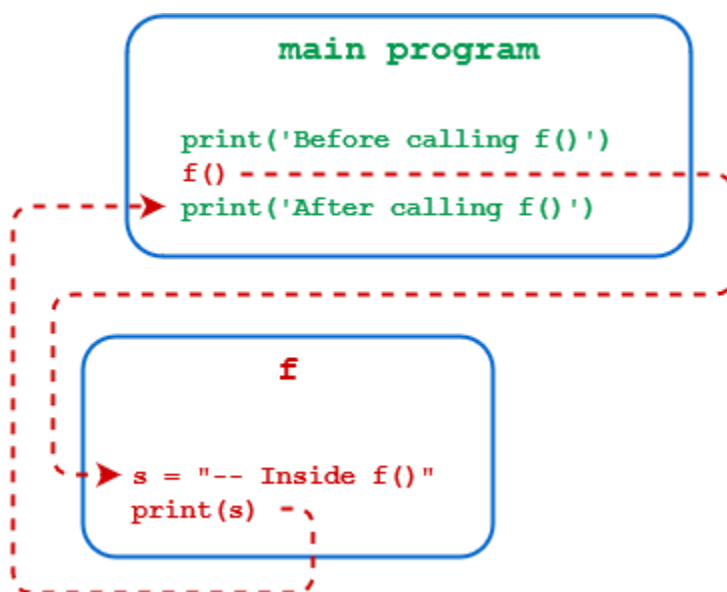 main program
print('Before calling f()')
f()
print('After calling f()')
f
s = "-- Inside f()"
print(s)